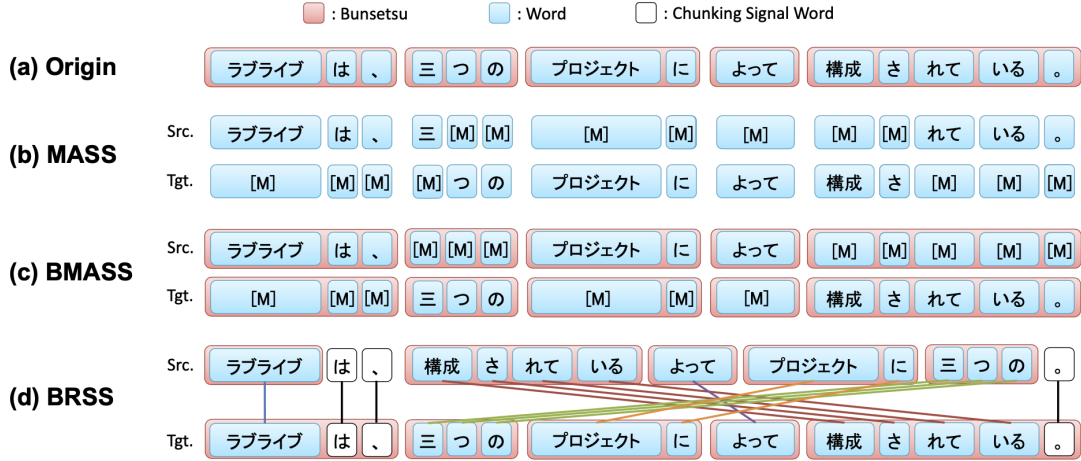 : Bunsetsu : Word : Chunking Signal Word
(a) Origin ラブライブ は 、 三 つ の プロジェクト に よって 構成 さ れて いる 。
(b) MASS
Src. ラブライブ は 、 三 [M] [M] [M] [M] [M] [M] [M] れて いる 。
Tgt. [M] [M] [M] [M] つ の プロジェクト に よって 構成 さ [M] [M] [M]
(c) BMASS
Src. ラブライブ は 、 [M] [M] [M] プロジェクト に よって [M] [M] [M] [M] [M]
Tgt. [M] [M] [M] 三 つ の [M] [M] [M] 構成 さ れて いる 。
(d) BRSS
Src. ラブライブ は 、 構成 さ れて いる よって プロジェクト に 三 つ の 。
Tgt. ラブライブ は 、 三 つ の プロジェクト に よって 構成 さ れて いる 。